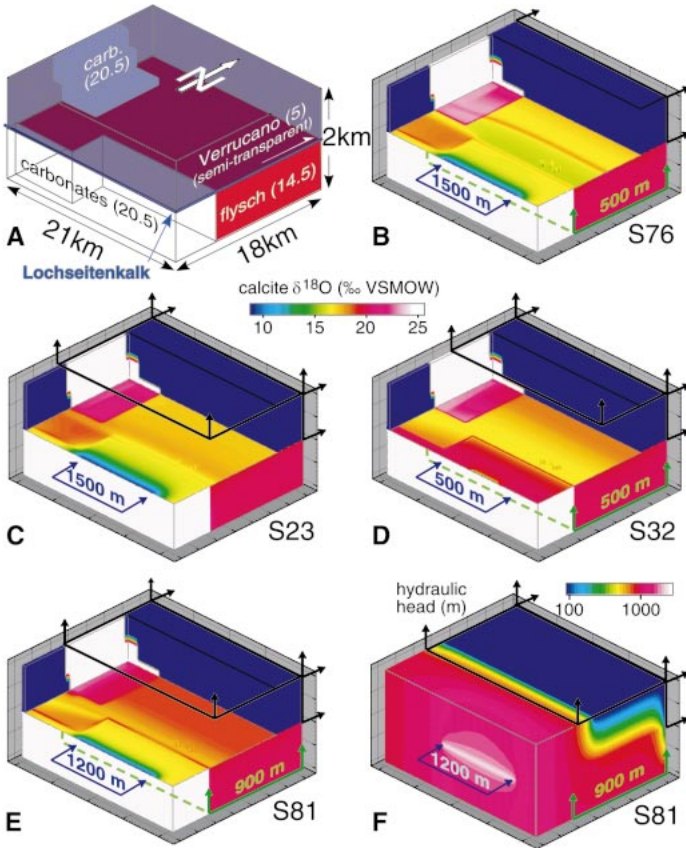 A
carb.
(20.5)
N
Verrucano (5)
(semi-transparent)
2km
carbonates (20.5)
flysch (14.5)
21km
18km
Lochseitenkalk
B
1500 m
500 m
S76
calcite δ¹⁸O (‰ VSMOW)
10 15 20 25
C
1500 m
S23
D
500 m
500 m
S32
E
1200 m
900 m
S81
hydraulic
head (m)
100 1000
F
1200 m
900 m
S81